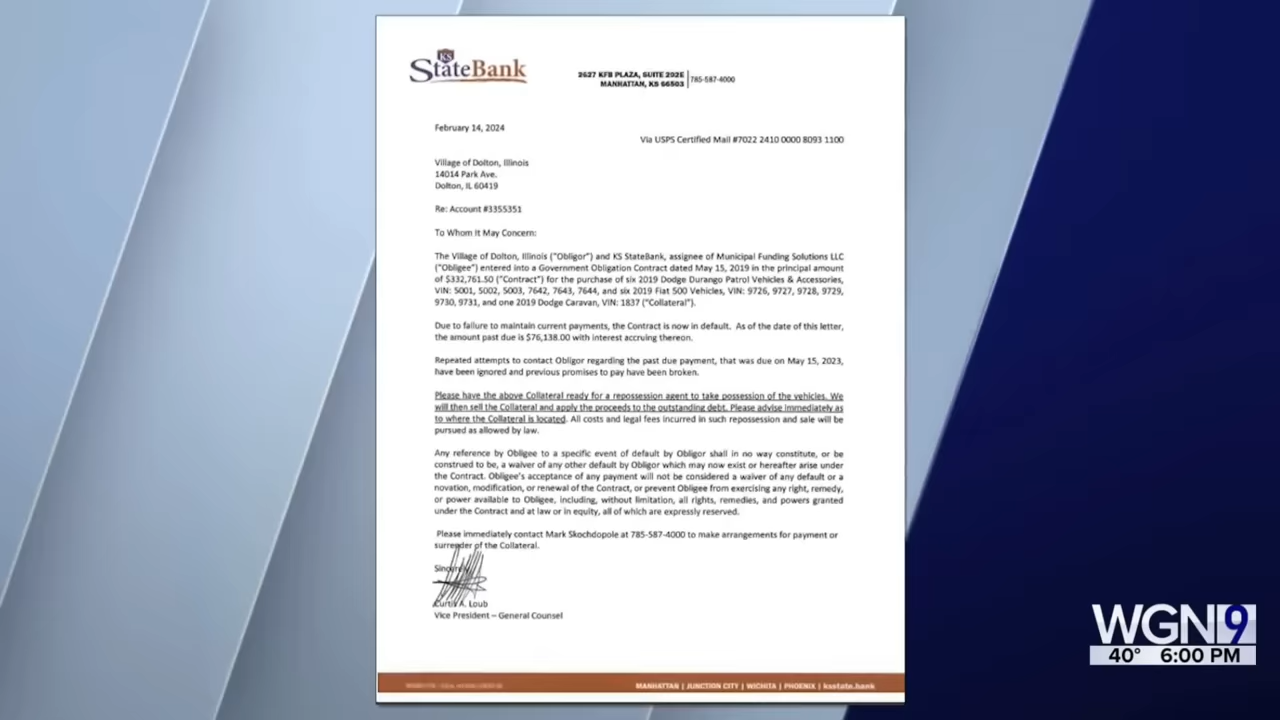 KS
StateBank
2627 KFB PLAZA, SUITE 202E
MANHATTAN, KS 66503
785-587-4000
February 14, 2024
Via USPS Certified Mail #7022 2410 0000 8093 1100
Village of Dolton, Illinois
14014 Park Ave.
Dolton, IL 60419
Re: Account #3355351
To Whom It May Concern:
The Village of Dolton, Illinois ("Obligor") and KS StateBank, assignee of Municipal Funding Solutions LLC
("Obligee") entered into a Government Obligation Contract dated May 15, 2019 in the principal amount
of $332,761.50 ("Contract") for the purchase of six 2019 Dodge Durango Patrol Vehicles & Accessories,
VIN: 5001, 5002, 5003, 7642, 7643, 7644, and six 2019 Fiat 500 Vehicles, VIN: 9726, 9727, 9728, 9729,
9730, 9731, and one 2019 Dodge Caravan, VIN: 1837 ("Collateral").
Due to failure to maintain current payments, the Contract is now in default. As of the date of this letter,
the amount past due is $76,138.00 with interest accruing thereon.
Repeated attempts to contact Obligor regarding the past due payment, that was due on May 15, 2023,
have been ignored and previous promises to pay have been broken.
Please have the above Collateral ready for a repossession agent to take possession of the vehicles. We
will then sell the Collateral and apply the proceeds to the outstanding debt. Please advise immediately as
to where the Collateral is located. All costs and legal fees incurred in such repossession and sale will be
pursued as allowed by law.
Any reference by Obligee to a specific event of default by Obligor shall in no way constitute, or be
construed to be, a waiver of any other default by Obligor which may now exist or hereafter arise under
the Contract. Obligee's acceptance of any payment will not be considered a waiver of any default or a
novation, modification, or renewal of the Contract, or prevent Obligee from exercising any right, remedy,
or power available to Obligee, including, without limitation, all rights, remedies, and powers granted
under the Contract and at law or in equity, all of which are expressly reserved.
Please immediately contact Mark Skochdopole at 785-587-4000 to make arrangements for payment or
surrender of the Collateral.
Sincerely,
Curtis A. Loub
Vice President – General Counsel
MANHATTAN | JUNCTION CITY | WICHITA | PHOENIX | ksstate.bank
WGN9
40° 6:00 PM